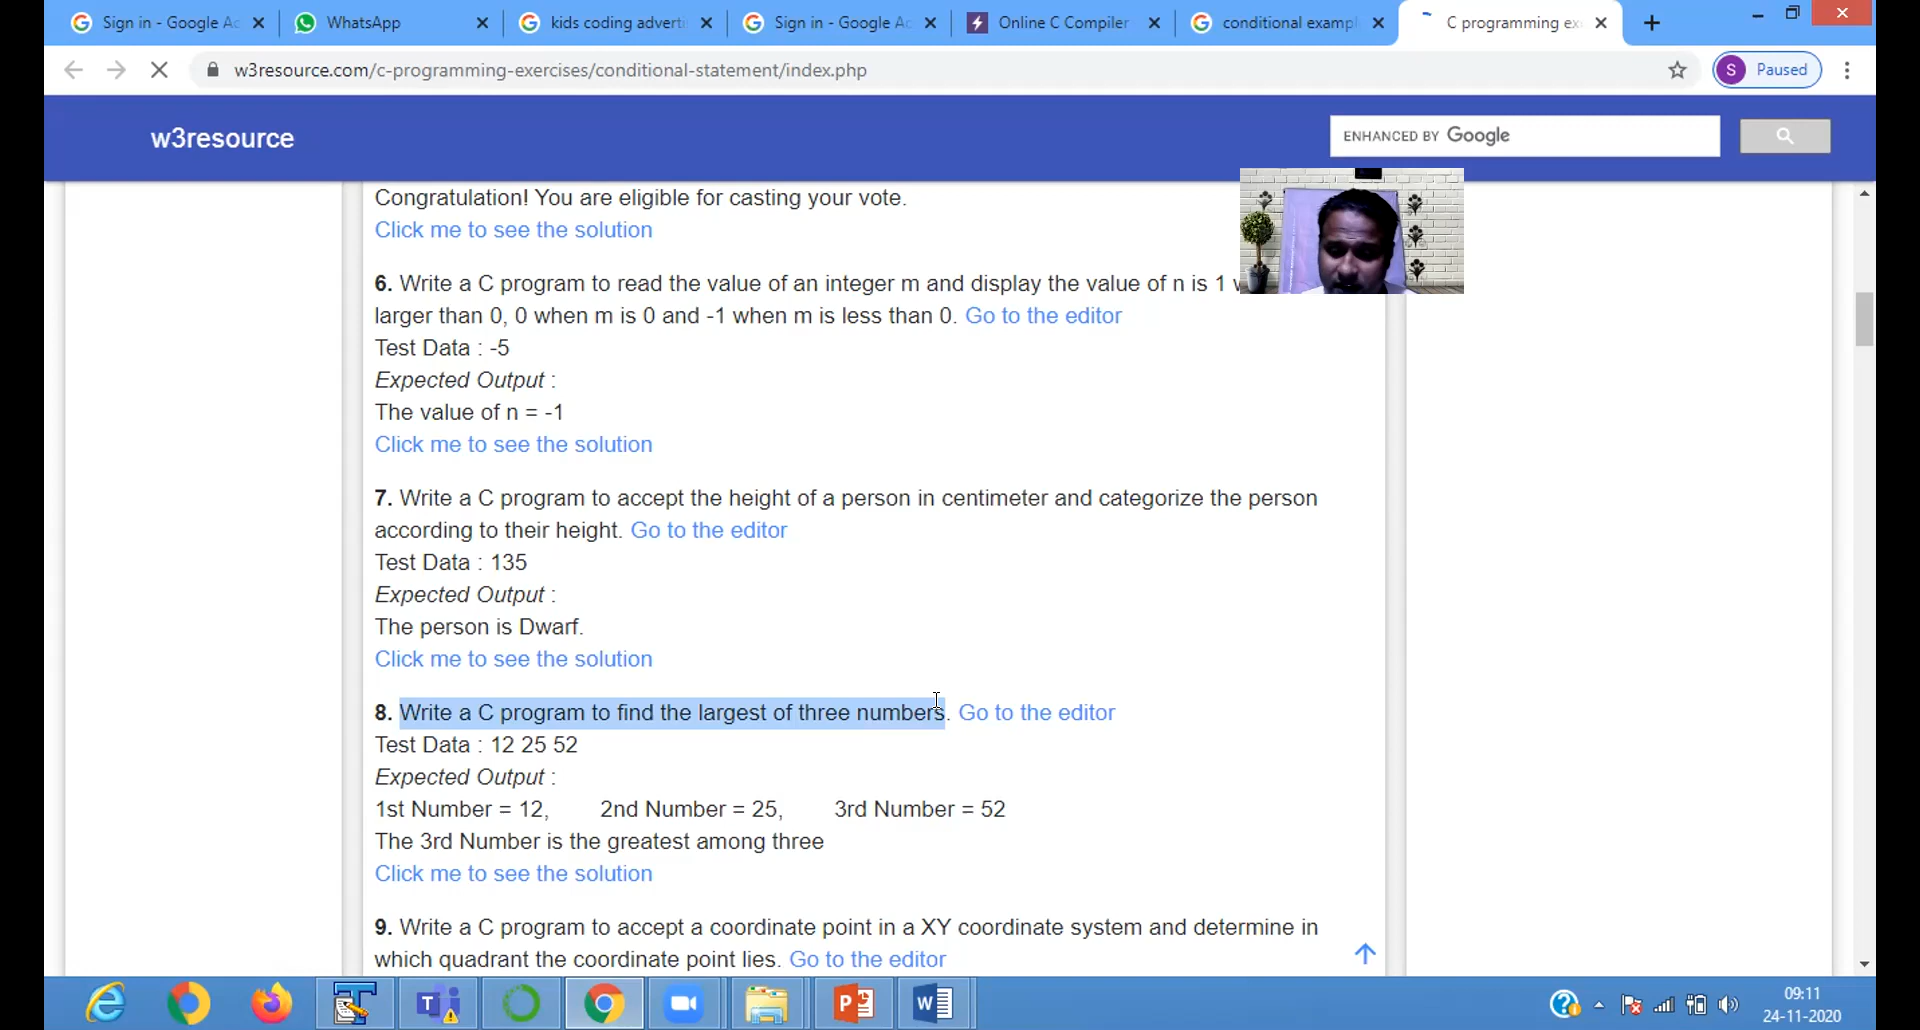 Sign in - Google Ac
WhatsApp
kids coding adverti
Sign in - Google Ac
Online C Compiler
conditional exampl
C programming ex
w3resource.com/c-programming-exercises/conditional-statement/index.php
S
Paused
w3resource
ENHANCED BY Google
Congratulation! You are eligible for casting your vote.
Click me to see the solution
6. Write a C program to read the value of an integer m and display the value of n is 1
larger than 0, 0 when m is 0 and -1 when m is less than 0. Go to the editor
Test Data : -5
Expected Output :
The value of n = -1
Click me to see the solution
7. Write a C program to accept the height of a person in centimeter and categorize the person
according to their height. Go to the editor
Test Data : 135
Expected Output :
The person is Dwarf.
Click me to see the solution
8. Write a C program to find the largest of three numbers. Go to the editor
Test Data : 12 25 52
Expected Output :
1st Number = 12, 2nd Number = 25, 3rd Number = 52
The 3rd Number is the greatest among three
Click me to see the solution
9. Write a C program to accept a coordinate point in a XY coordinate system and determine in
which quadrant the coordinate point lies. Go to the editor
09:11
24-11-2020